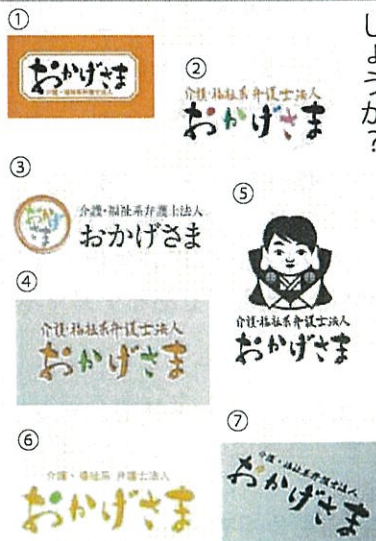 しょうか?
①
おかげさま
介護・福祉系弁護士法人
②
介護・福祉系弁護士法人
おかげさま
③
おかげ
さま
介護・福祉系弁護士法人
おかげさま
④
介護・福祉系弁護士法人
おかげさま
⑤
介護・福祉系弁護士法人
おかげさま
⑥
介護・福祉系 弁護士法人
おかげさま
⑦
介護・福祉系弁護士法人
おかげさま